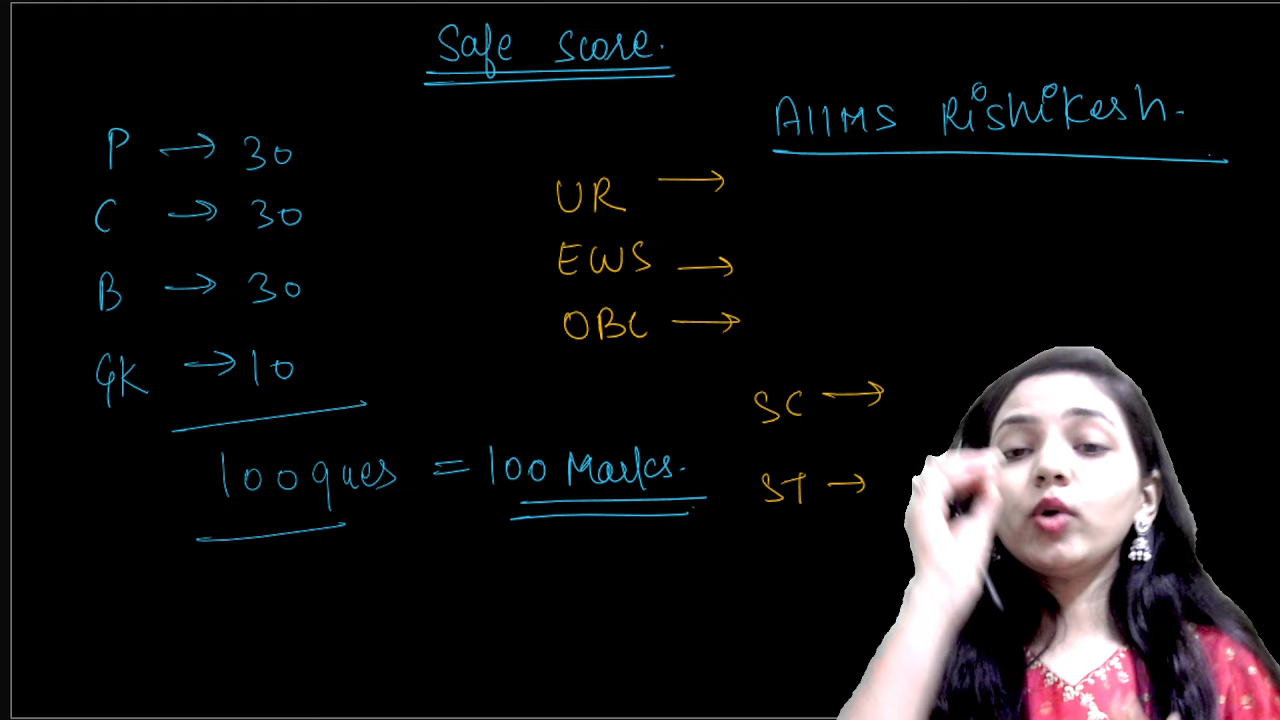 Safe Score.
AIIMS Rishikesh.
P → 30
C → 30
B → 30
GK → 10
100 ques = 100 Marks.
UR →
EWS →
OBC →
SC →
ST →